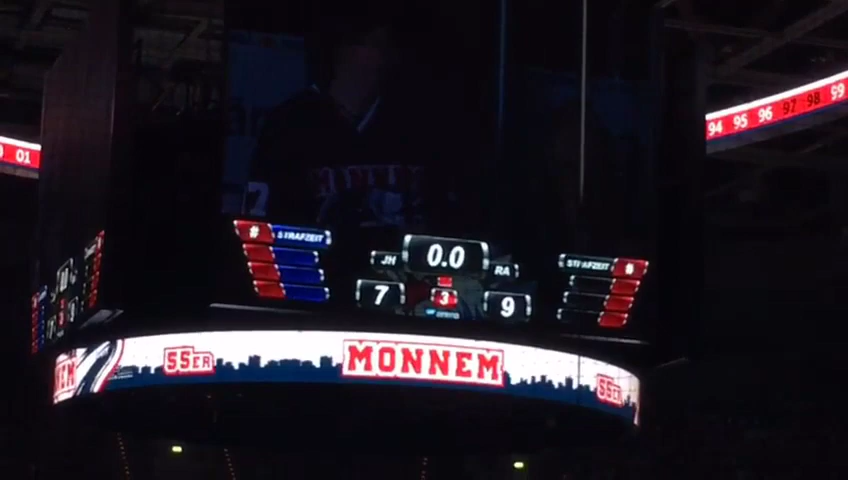 01
94 95 96 97 98 99
# STRAFZEIT
JH 0.0 RA
STRAFZEIT #
7 3 9
55ER MONNEM 55ER